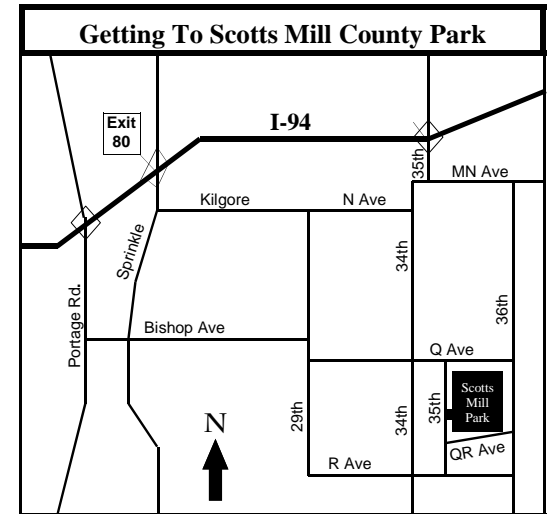 Getting To Scotts Mill County Park
Exit
80
I-94
35th
MN Ave
Kilgore
N Ave
Sprinkle
34th
36th
Portage Rd.
Bishop Ave
Q Ave
Scotts
Mill
Park
29th
34th
35th
N
QR Ave
R Ave